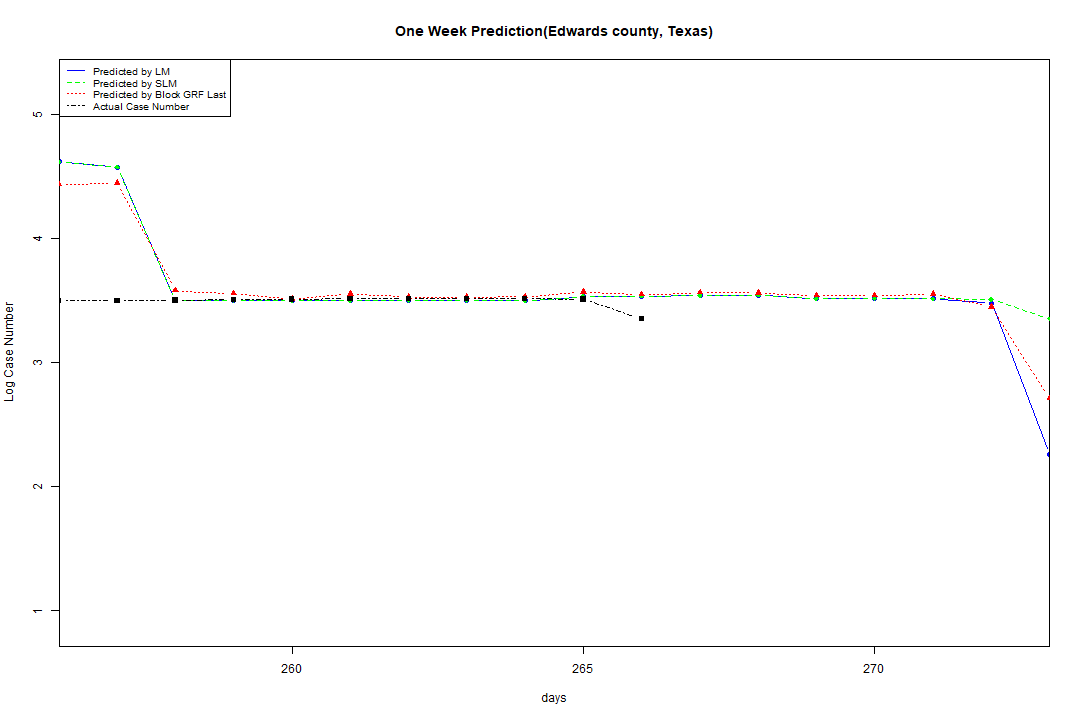 One Week Prediction(Edwards county, Texas)
Predicted by LM
Predicted by SLM
Predicted by Block GRF Last
Actual Case Number
5
4
3
2
1
Log Case Number
260
265
270
days